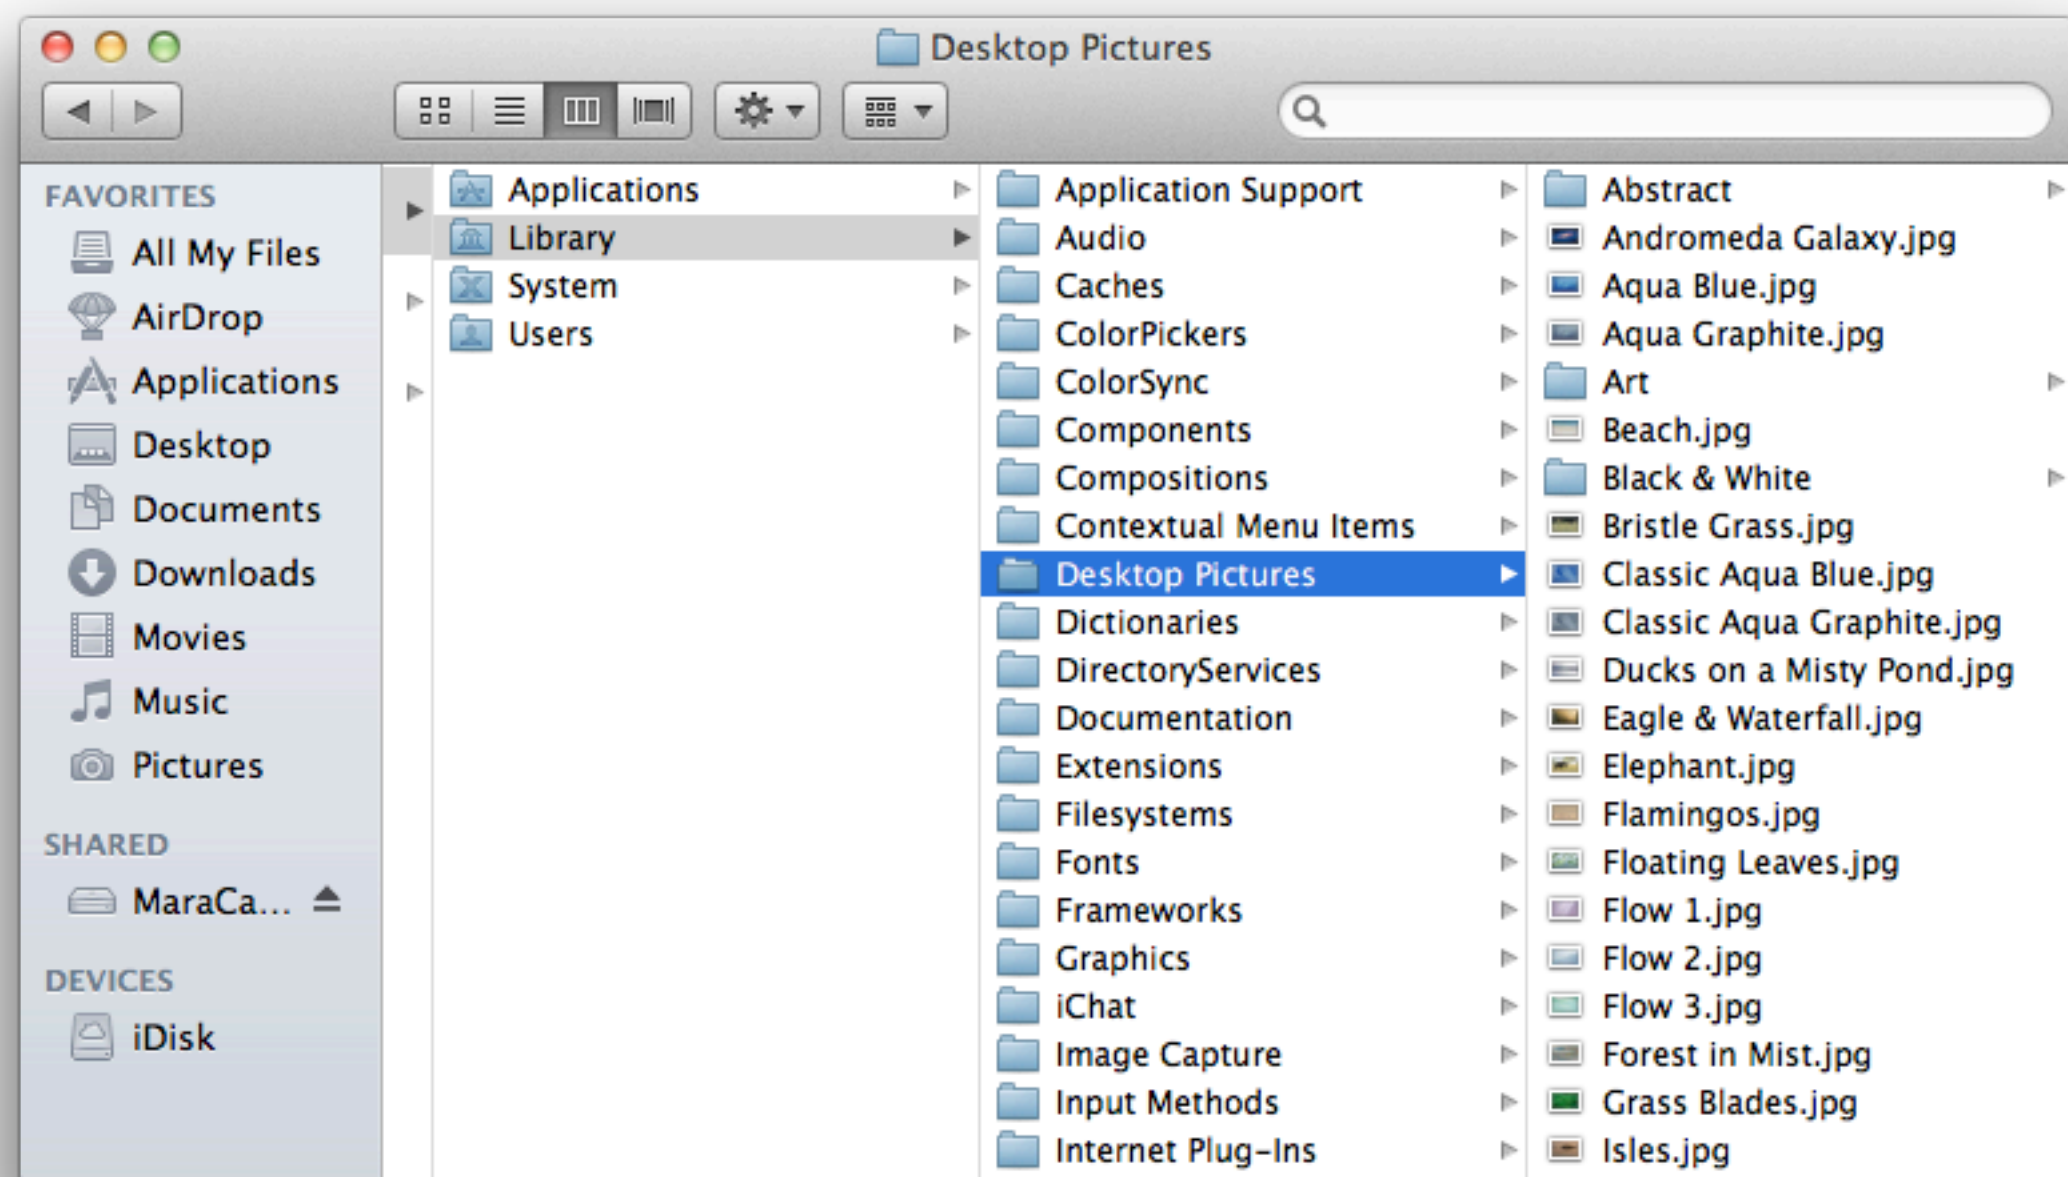 Desktop Pictures
FAVORITES
All My Files
AirDrop
Applications
Desktop
Documents
Downloads
Movies
Music
Pictures
SHARED
MaraCa...
DEVICES
iDisk
Applications
Library
System
Users
Application Support
Audio
Caches
ColorPickers
ColorSync
Components
Compositions
Contextual Menu Items
Desktop Pictures
Dictionaries
DirectoryServices
Documentation
Extensions
Filesystems
Fonts
Frameworks
Graphics
iChat
Image Capture
Input Methods
Internet Plug-Ins
Abstract
Andromeda Galaxy.jpg
Aqua Blue.jpg
Aqua Graphite.jpg
Art
Beach.jpg
Black & White
Bristle Grass.jpg
Classic Aqua Blue.jpg
Classic Aqua Graphite.jpg
Ducks on a Misty Pond.jpg
Eagle & Waterfall.jpg
Elephant.jpg
Flamingos.jpg
Floating Leaves.jpg
Flow 1.jpg
Flow 2.jpg
Flow 3.jpg
Forest in Mist.jpg
Grass Blades.jpg
Isles.jpg